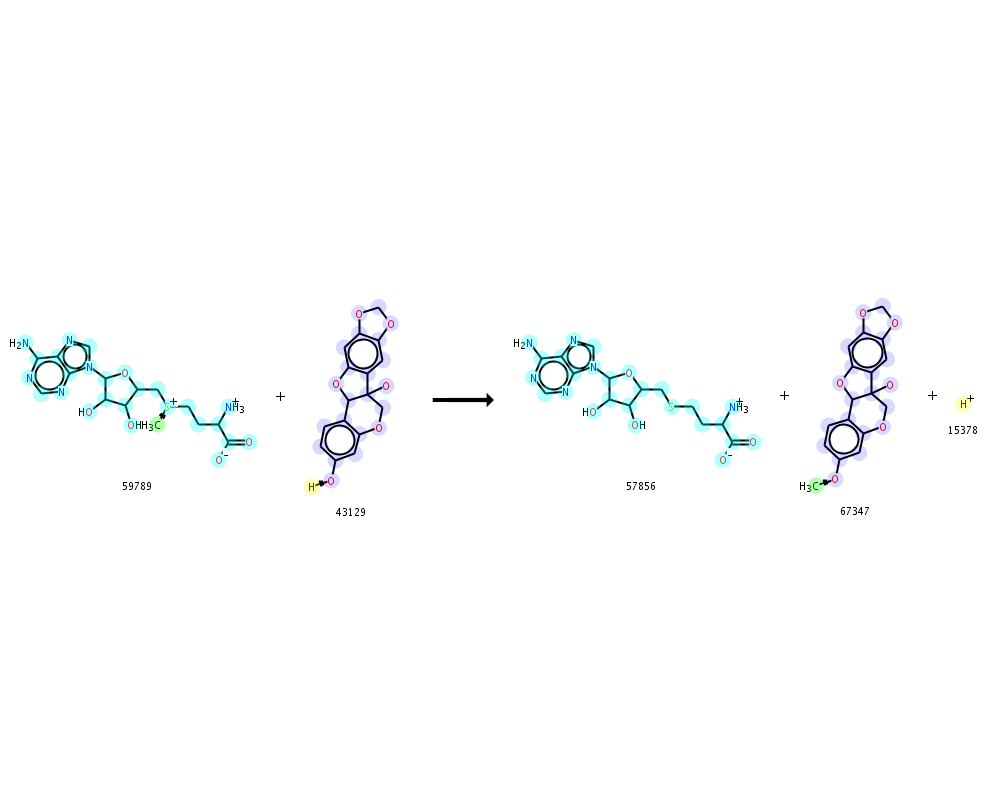 H₂N N N N N O HO OH H₃C S⁺ NH₃⁺ O O⁻
59789
+
O O O O O H O
43129
H₂N N N N N O HO OH S NH₃⁺ O O⁻
57856
+
O O O O O H₃C O
67347
+
H⁺
15378